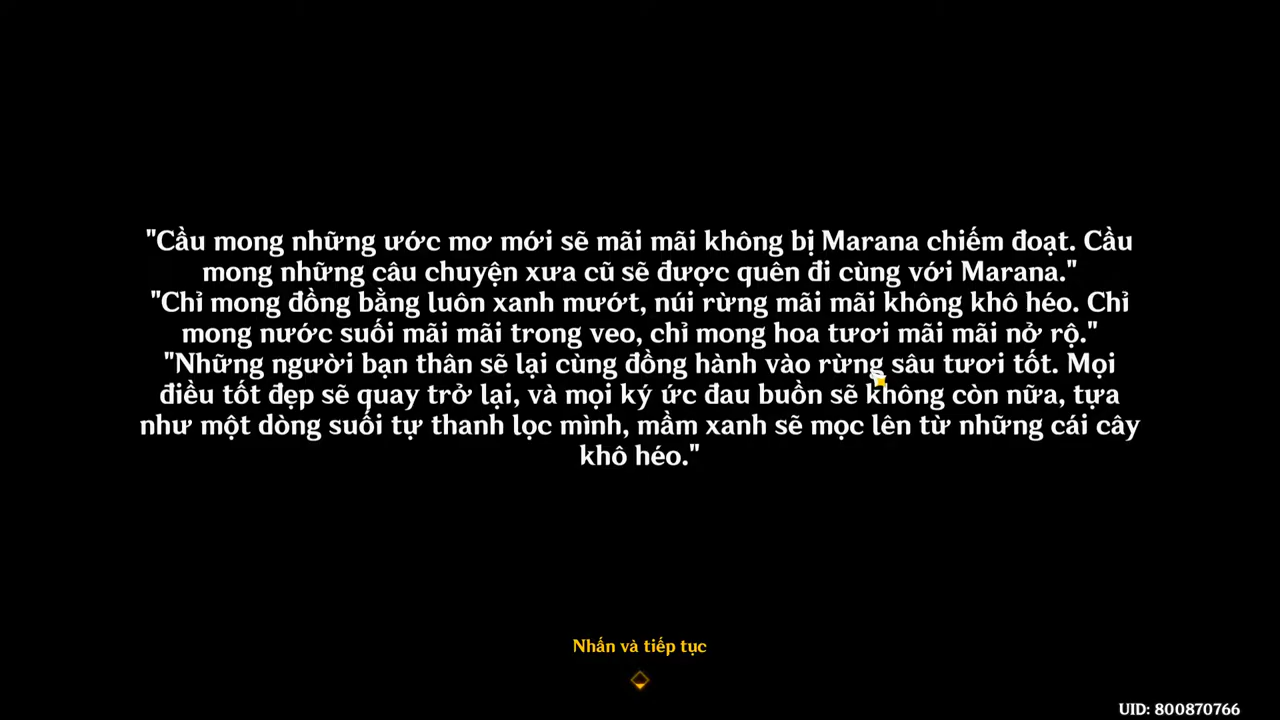 "Cầu mong những ước mơ mới sẽ mãi mãi không bị Marana chiếm đoạt. Cầu
mong những câu chuyện xưa cũ sẽ được quên đi cùng với Marana."
"Chỉ mong đồng bằng luôn xanh mướt, núi rừng mãi mãi không khô héo. Chỉ
mong nước suối mãi mãi trong veo, chỉ mong hoa tươi mãi mãi nở rộ."
"Những người bạn thân sẽ lại cùng đồng hành vào rừng sâu tươi tốt. Mọi
điều tốt đẹp sẽ quay trở lại, và mọi ký ức đau buồn sẽ không còn nữa, tựa
như một dòng suối tự thanh lọc mình, mầm xanh sẽ mọc lên từ những cái cây
khô héo."
Nhấn và tiếp tục
UID: 800870766